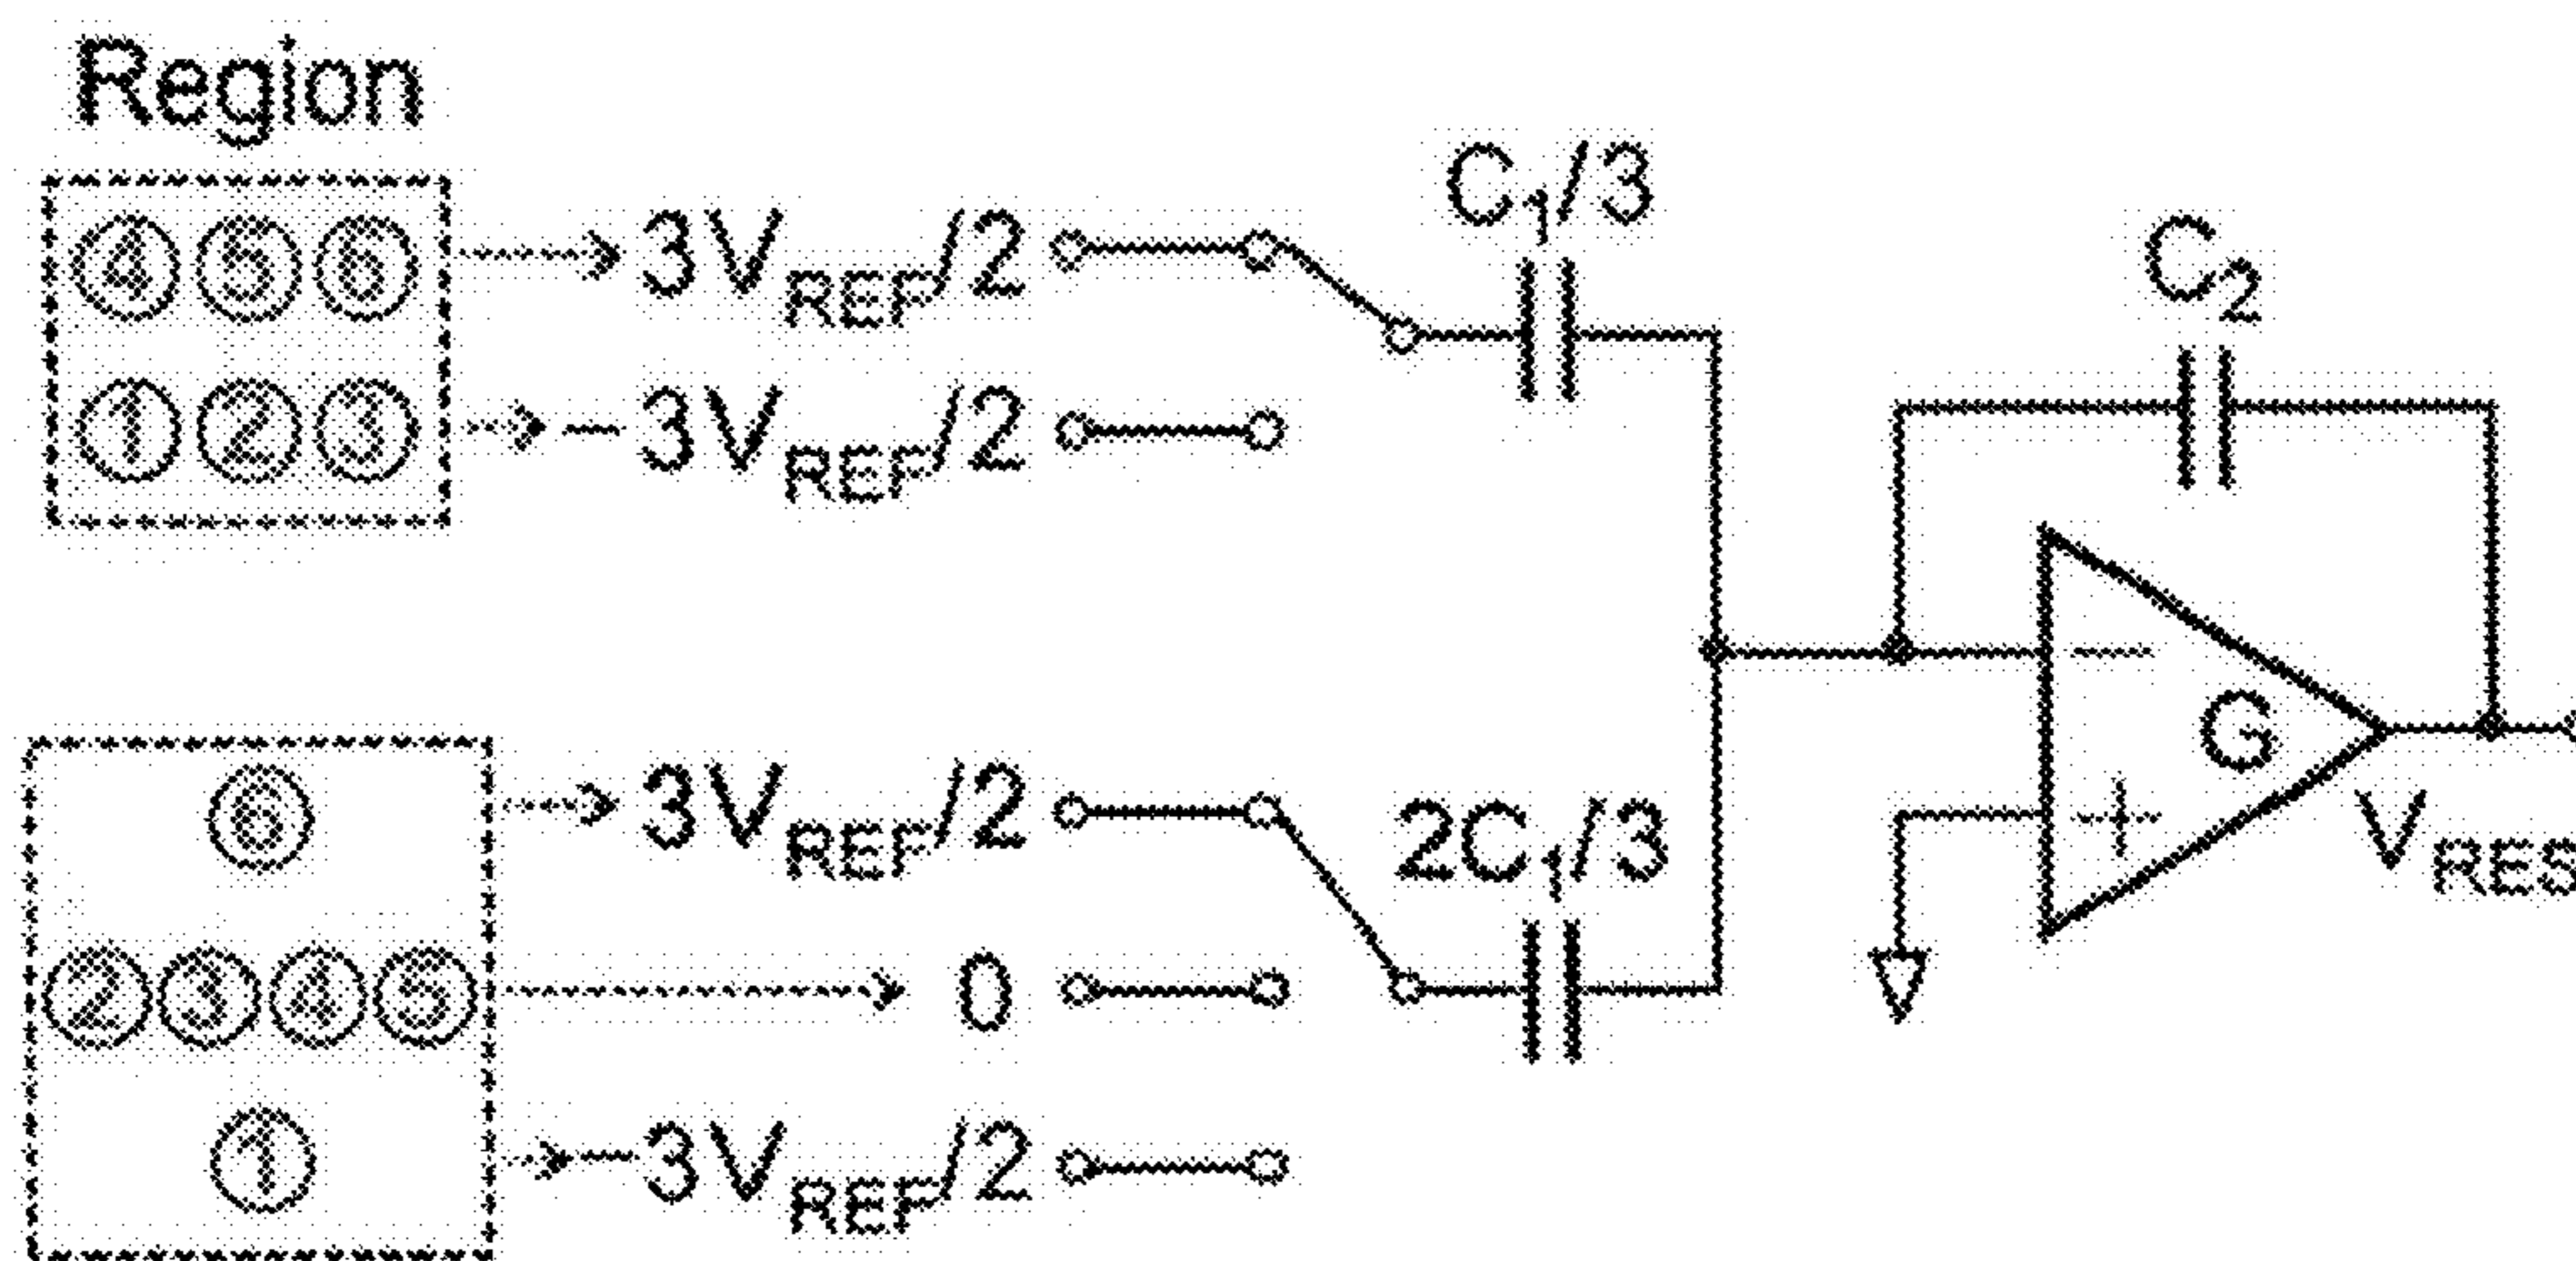 Region
C₁/3
④ ⑤ ⑥ 3V_REF/2
C₂
① ② ③ −3V_REF/2
−
G
⑥ 3V_REF/2
2C₁/3
+
V_RES
② ③ ④ ⑤ 0
① −3V_REF/2